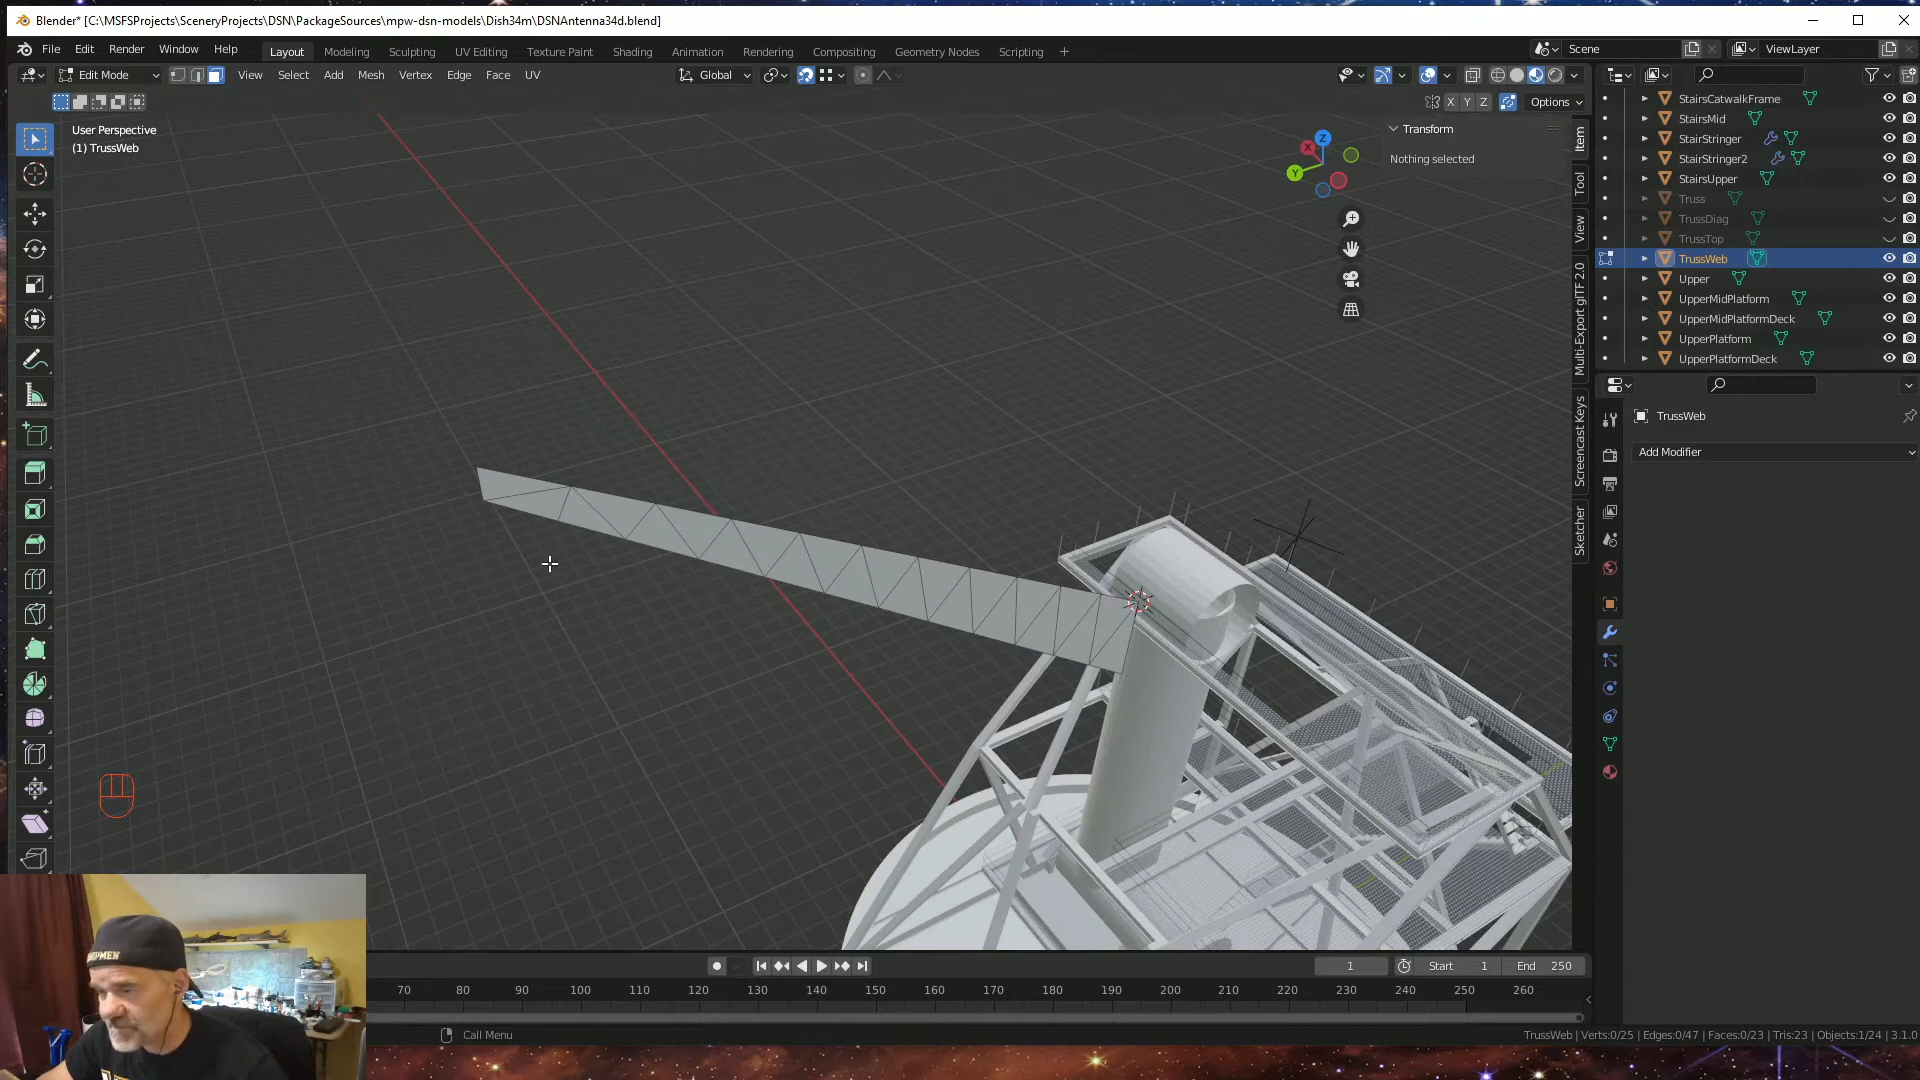 Blender* [C:\MSFSProjects\SceneryProjects\DSN\PackageSources\mpw-dsn-models\Dish34m\DSNAntenna34d.blend]
File Edit Render Window Help Layout Modeling Sculpting UV Editing Texture Paint Shading Animation Rendering Compositing Geometry Nodes Scripting + Scene ViewLayer
Edit Mode View Select Add Mesh Vertex Edge Face UV Global
X Y Z Options
User Perspective
(1) TrussWeb
Z
X
Y
Transform
Nothing selected
Item
Tool
View
Multi-Export glTF 2.0
Screencast Keys
Sketcher
StairsCatwalkFrame
StairsMid
StairStringer
StairStringer2
StairsUpper
Truss
TrussDiag
TrussTop
TrussWeb
Upper
UpperMidPlatform
UpperMidPlatformDeck
UpperPlatform
UpperPlatformDeck
TrussWeb
Add Modifier
1 Start 1 End 250
70 80 90 100 110 120 130 140 150 160 170 180 190 200 210 220 230 240 250 260
Call Menu
TrussWeb | Verts:0/25 | Edges:0/47 | Faces:0/23 | Tris:23 | Objects:1/24 | 3.1.0